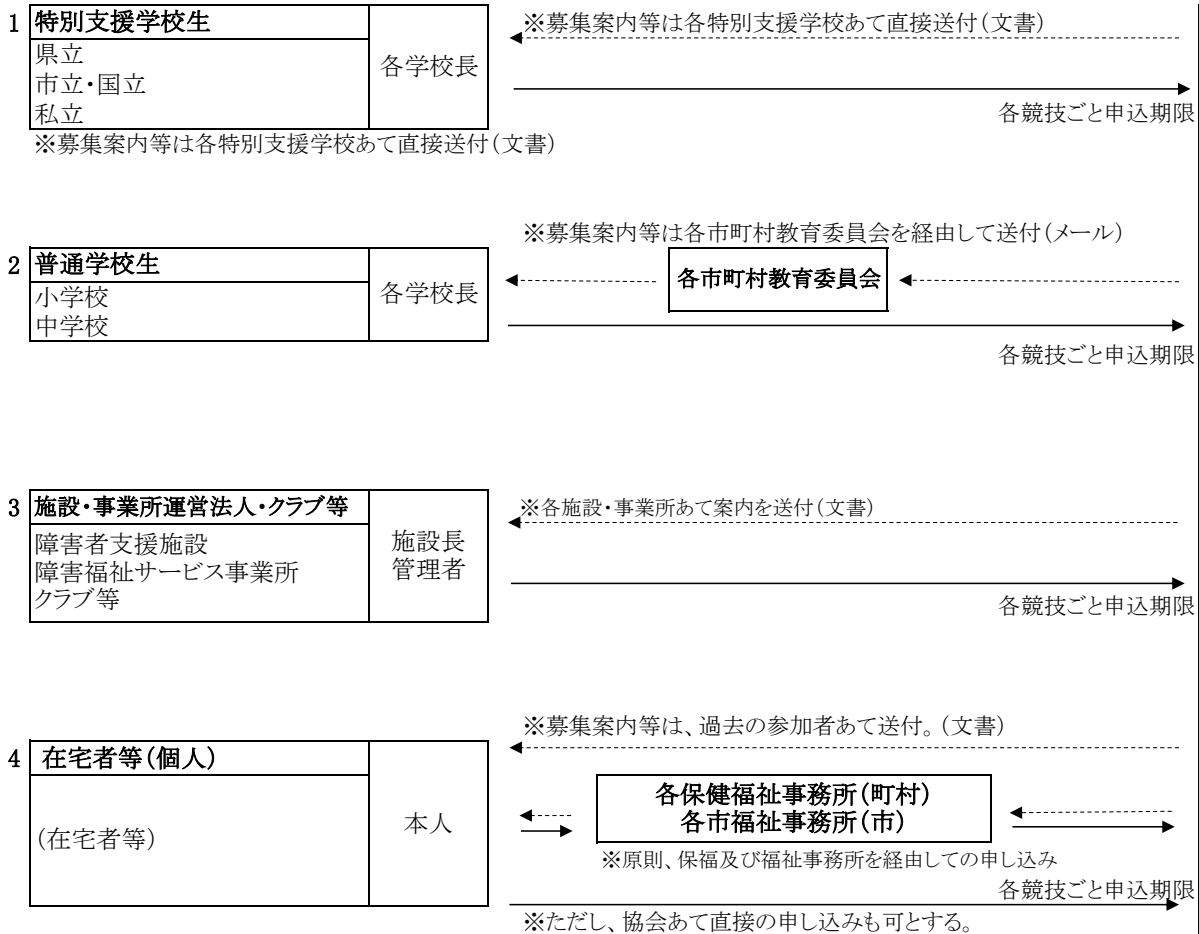 1 特別支援学校生
県立
市立・国立
私立
各学校長
※募集案内等は各特別支援学校あて直接送付(文書)
各競技ごと申込期限
※募集案内等は各特別支援学校あて直接送付(文書)
※募集案内等は各市町村教育委員会を経由して送付(メール)
2 普通学校生
小学校
中学校
各学校長
各市町村教育委員会
各競技ごと申込期限
3 施設・事業所運営法人・クラブ等
障害者支援施設
障害福祉サービス事業所
クラブ等
施設長
管理者
※各施設・事業所あて案内を送付(文書)
各競技ごと申込期限
※募集案内等は、過去の参加者あて送付。(文書)
4 在宅者等(個人)
(在宅者等)
本人
各保健福祉事務所(町村)
各市福祉事務所(市)
※原則、保福及び福祉事務所を経由しての申し込み
各競技ごと申込期限
※ただし、協会あて直接の申し込みも可とする。